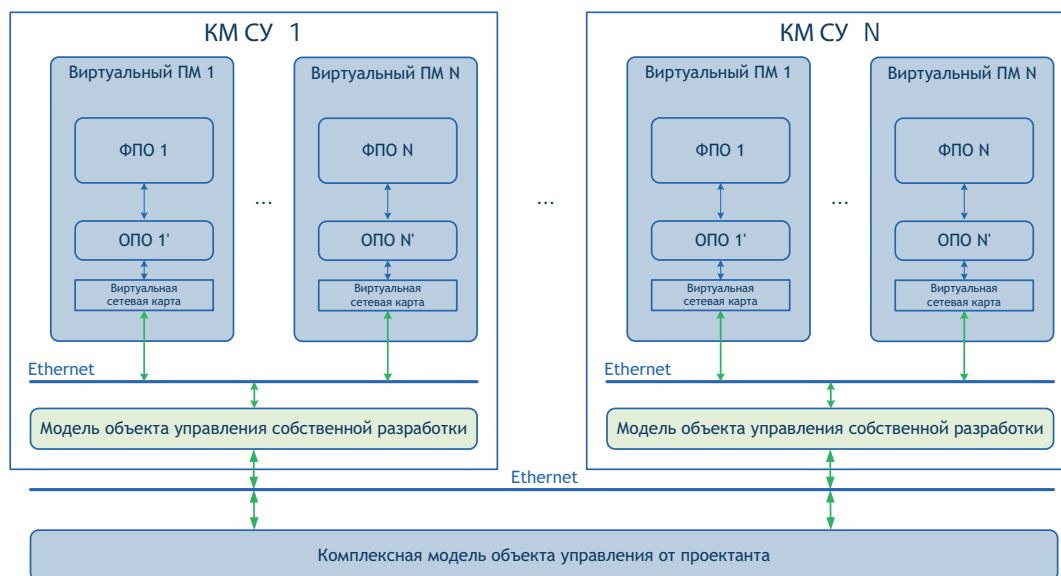 КМ СУ 1
Виртуальный ПМ 1
ФПО 1
ОПО 1'
Виртуальная
сетевая карта
...
Виртуальный ПМ N
ФПО N
ОПО N'
Виртуальная
сетевая карта
Ethernet
Модель объекта управления собственной разработки
...
КМ СУ N
Виртуальный ПМ 1
ФПО 1
ОПО 1'
Виртуальная
сетевая карта
...
Виртуальный ПМ N
ФПО N
ОПО N'
Виртуальная
сетевая карта
Ethernet
Модель объекта управления собственной разработки
Ethernet
Комплексная модель объекта управления от проектанта